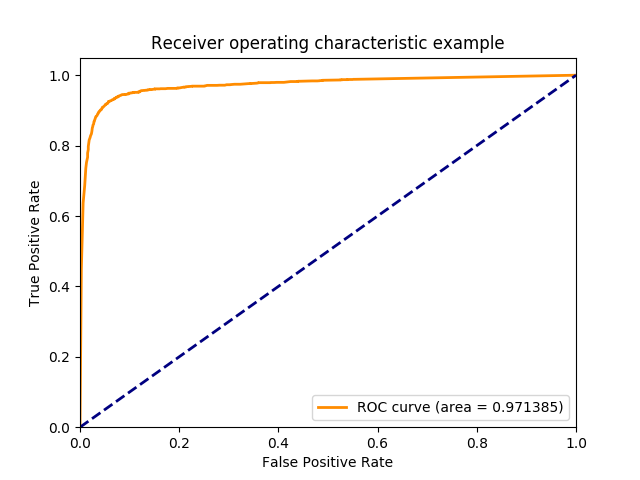 Receiver operating characteristic example
1.0
0.8
0.6
0.4
0.2
0.0
True Positive Rate
ROC curve (area = 0.971385)
0.0 0.2 0.4 0.6 0.8 1.0
False Positive Rate